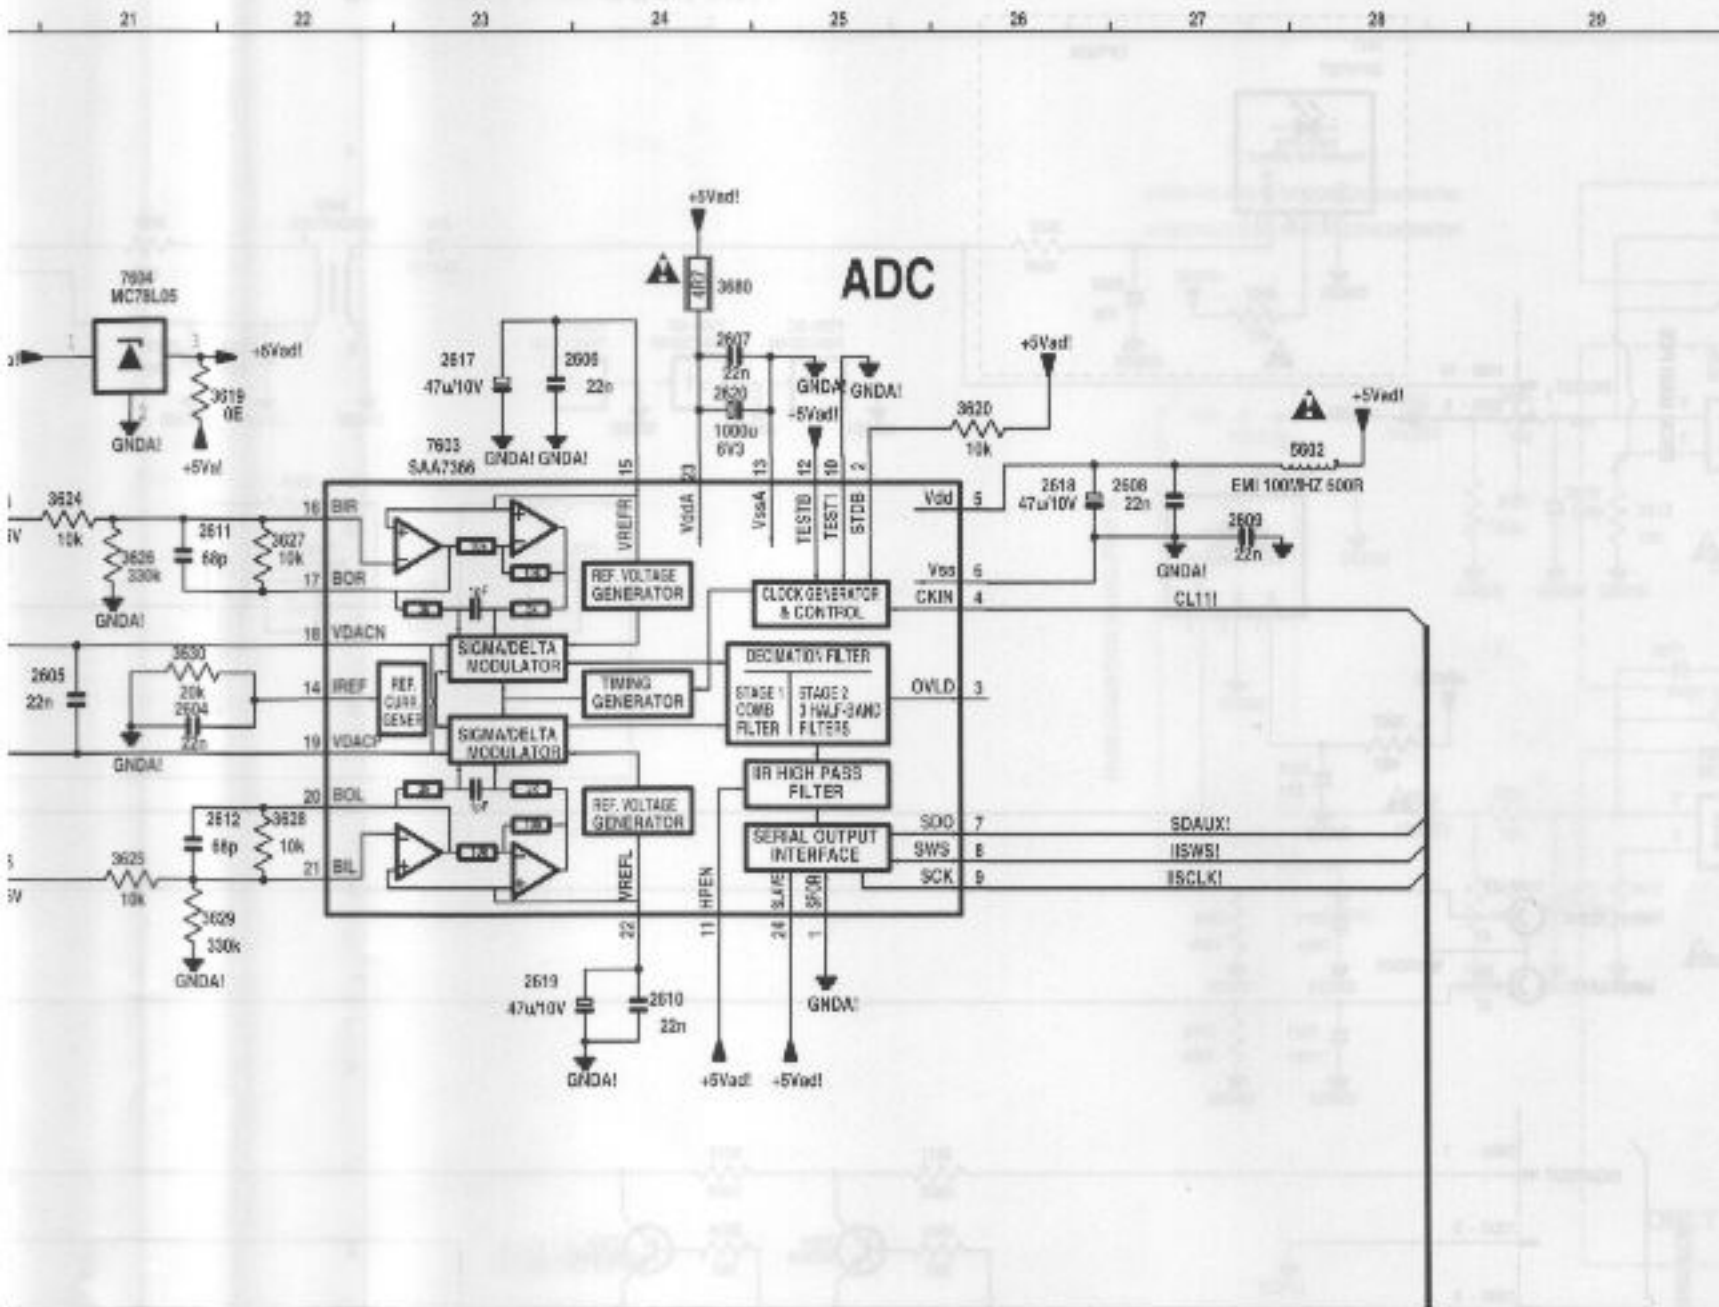 21 22 23 24 25 26 27 28 29
+5Vad!
4R7
3680
ADC
7604
MC78L05
1
3
2
+5Vad!
3619
0E
GNDA!
+5Va!
2617
47u/10V
2606
22n
2607
22n
2620
1000u
6V3
GNDA!
GNDA!
+5Vad!
+5Vad!
3620
10k
+5Vad!
5602
EMI 100MHZ 600R
7603
SAA7366
GNDA! GNDA!
15
23
13
12
10
2
VREFR
VddA
VssA
TEST0
TEST1
STDB
3624
10k
3626
330k
GNDA!
2611
68p
3627
10k
16
BIR
17
BOR
18
VDACN
14
IREF
19
VDACP
20
BOL
21
BIL
Vdd
5
2618
47u/10V
2608
22n
2609
22n
GNDA!
Vss
6
CKIN
4
CL11!
OVLD
3
REF. VOLTAGE
GENERATOR
CLOCK GENERATOR
& CONTROL
SIGMA/DELTA
MODULATOR
DECIMATION FILTER
STAGE 1
COMB
FILTER
STAGE 2
3 HALF-BAND
FILTERS
TIMING
GENERATOR
REF.
CURR.
GENER
SIGMA/DELTA
MODULATOR
IIR HIGH PASS
FILTER
REF. VOLTAGE
GENERATOR
SERIAL OUTPUT
INTERFACE
2605
22n
3630
20k
2604
22n
GNDA!
2612
68p
3628
10k
3625
10k
3629
330k
GNDA!
SDO
7
SDAUX!
SWS
8
IISWS!
SCK
9
IISCLK!
VREFL
HPEN
SLAVE
SFOR
22
11
24
1
2619
47u/10V
2610
22n
GNDA!
GNDA!
+5Vad!
+5Vad!